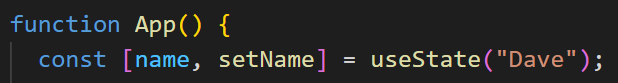 function App() {
const [name, setName] = useState("Dave");